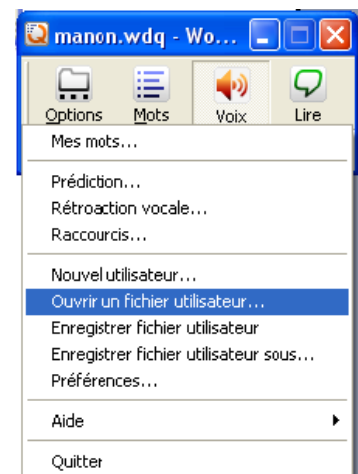 manon.wdq - Wo...
Options Mots Voix Lire
Mes mots...
Prédiction...
Rétroaction vocale...
Raccourcis...
Nouvel utilisateur...
Ouvrir un fichier utilisateur...
Enregistrer fichier utilisateur
Enregistrer fichier utilisateur sous...
Préférences...
Aide
Quitter